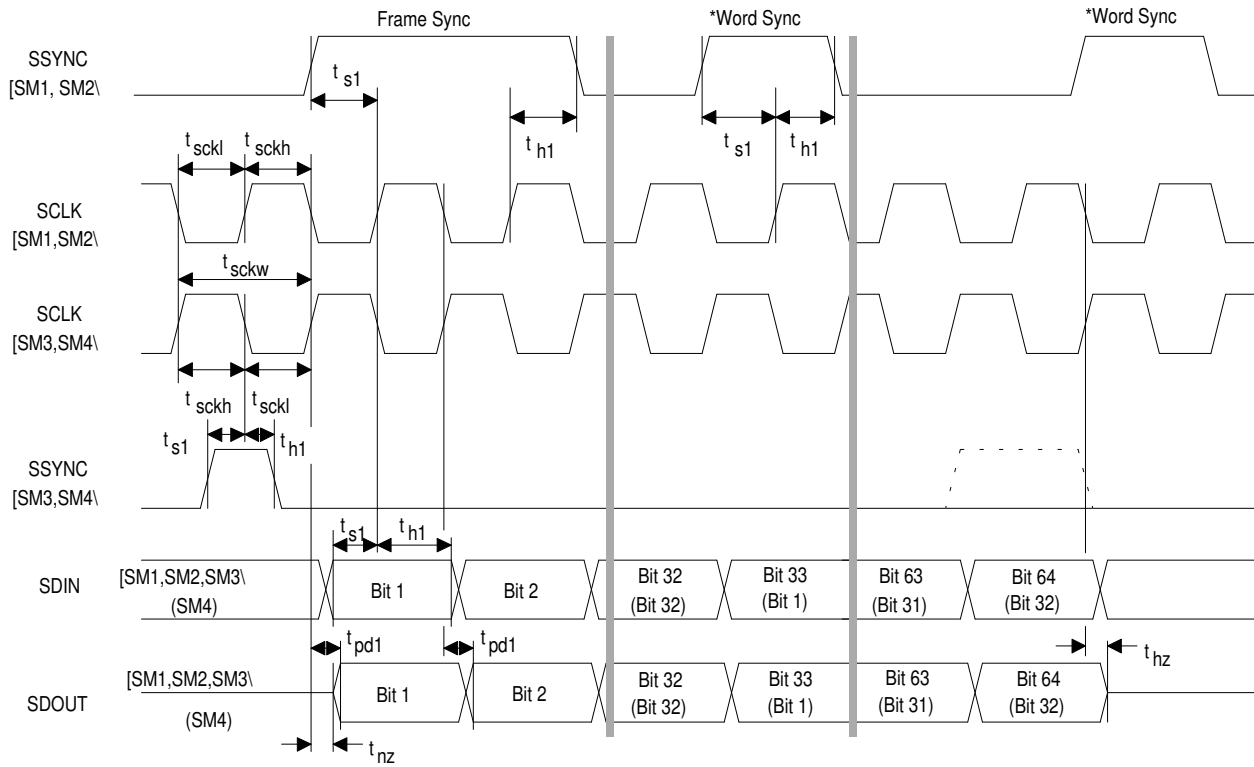 Frame Sync *Word Sync *Word Sync
SSYNC
[SM1, SM2\
t s1
t h1
t s1
t h1
t sckl
t sckh
SCLK
[SM1,SM2\
t sckw
SCLK
[SM3,SM4\
t sckh
t sckl
t s1
t h1
SSYNC
[SM3,SM4\
t s1
t h1
SDIN
[SM1,SM2,SM3\
(SM4)
Bit 1
Bit 2
Bit 32
(Bit 32)
Bit 33
(Bit 1)
Bit 63
(Bit 31)
Bit 64
(Bit 32)
t pd1
t pd1
t hz
SDOUT
[SM1,SM2,SM3\
(SM4)
Bit 1
Bit 2
Bit 32
(Bit 32)
Bit 33
(Bit 1)
Bit 63
(Bit 31)
Bit 64
(Bit 32)
t nz